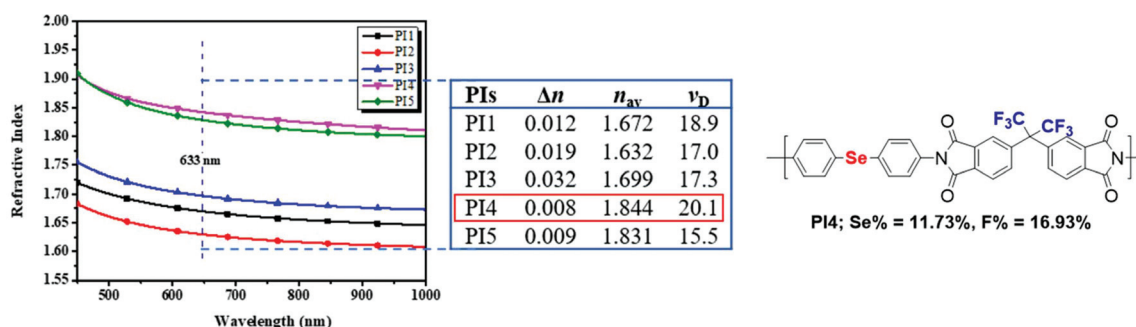 2.00
1.95
1.90
1.85
1.80
1.75
1.70
1.65
1.60
1.55
Refractive Index
500 600 700 800 900 1000
Wavelength (nm)
PI1
PI2
PI3
PI4
PI5
633 nm
PIs Δn nav νD
PI1 0.012 1.672 18.9
PI2 0.019 1.632 17.0
PI3 0.032 1.699 17.3
PI4 0.008 1.844 20.1
PI5 0.009 1.831 15.5
F3C CF3
O O
Se N N
O O
PI4; Se% = 11.73%, F% = 16.93%